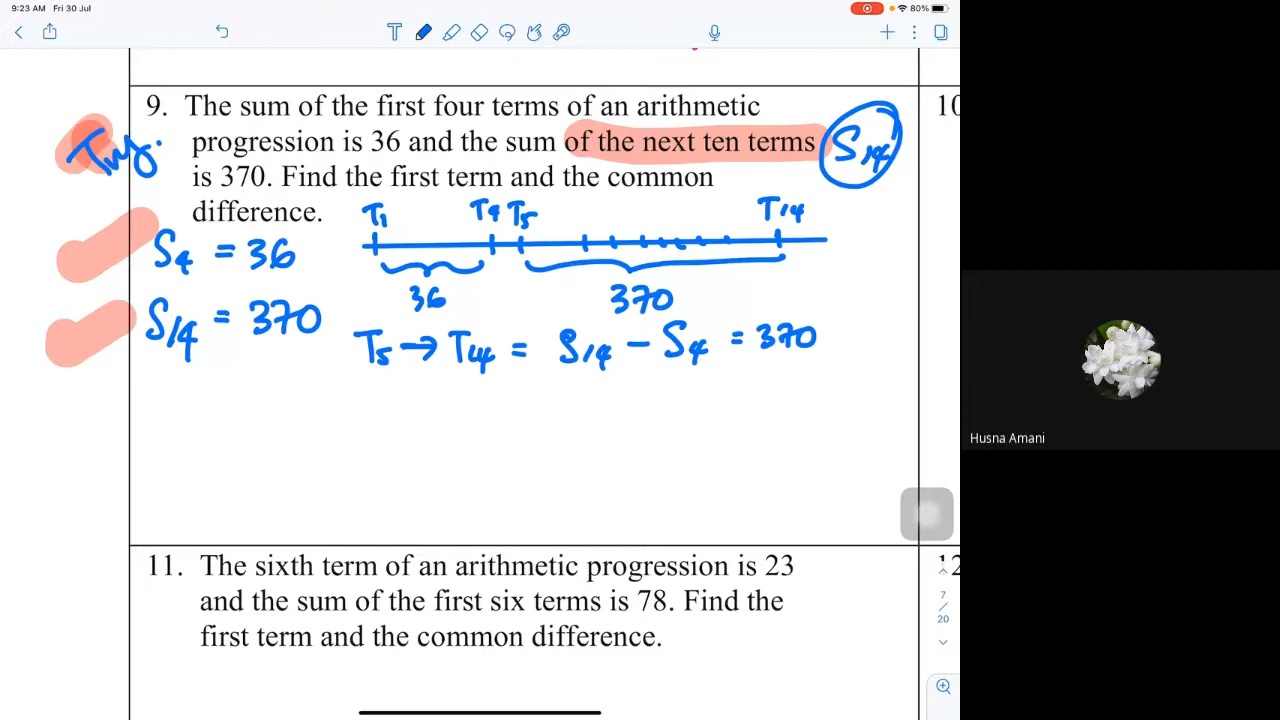 9:23 AM Fri 30 Jul
80%
9. The sum of the first four terms of an arithmetic
progression is 36 and the sum of the next ten terms
is 370. Find the first term and the common
difference.
Try.
S14
10
T1 T4 T5 T14
S4 = 36
36 370
S14 = 370
T5 → T14 = S14 - S4 = 370
Husna Amani
11. The sixth term of an arithmetic progression is 23
and the sum of the first six terms is 78. Find the
first term and the common difference.
12
7
/
20